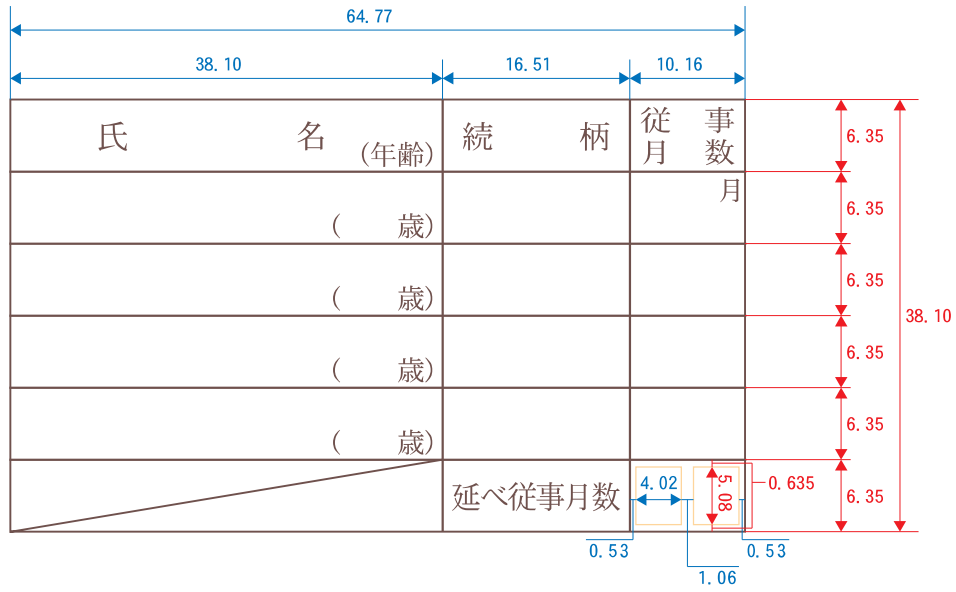 64.77
38.10 16.51 10.16
氏 名 (年齢) 続 柄 従事月数
6.35
月
( 歳)
6.35
( 歳)
6.35
38.10
( 歳)
6.35
( 歳)
6.35
延べ従事月数
4.02
5.08
0.635
6.35
0.53
0.53
1.06